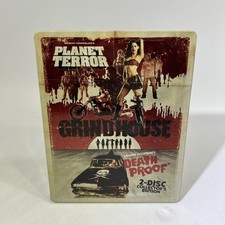 PLANET TERROR
GRINDHOUSE
DEATH PROOF
2-DISC
COLLECTOR'S
EDITION